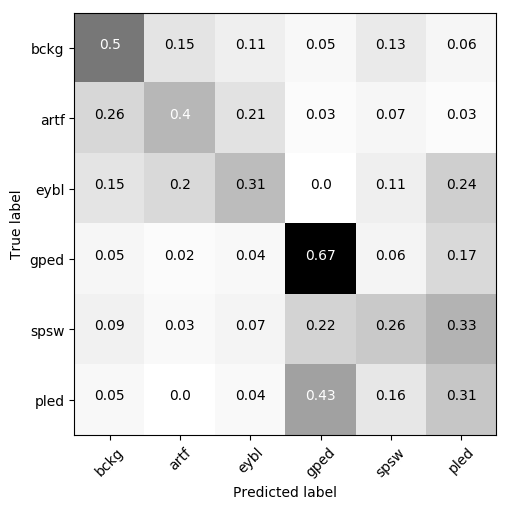 bckg 0.5 0.15 0.11 0.05 0.13 0.06
artf 0.26 0.4 0.21 0.03 0.07 0.03
eybl 0.15 0.2 0.31 0.0 0.11 0.24
gped 0.05 0.02 0.04 0.67 0.06 0.17
spsw 0.09 0.03 0.07 0.22 0.26 0.33
pled 0.05 0.0 0.04 0.43 0.16 0.31
True label
bckg artf eybl gped spsw pled
Predicted label